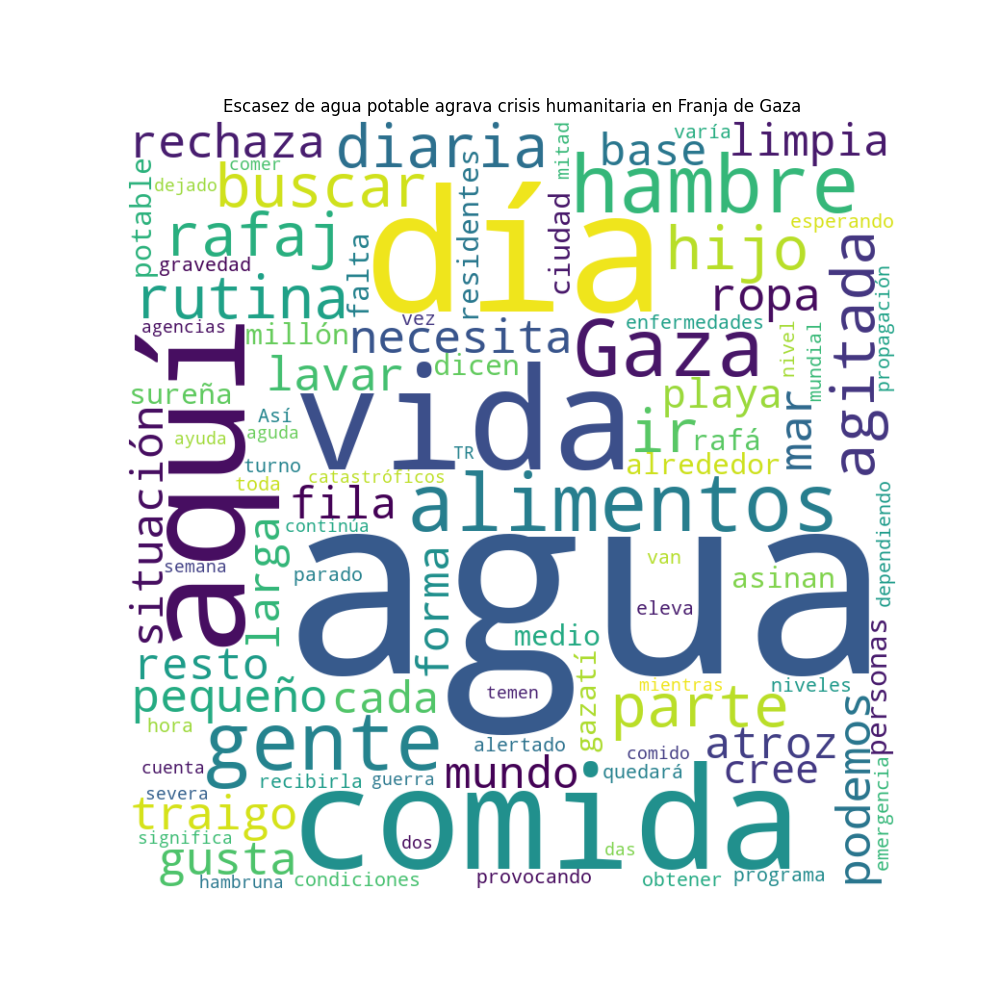 Escasez de agua potable agrava crisis humanitaria en Franja de Gaza
rechaza
diaria
mitad
varía
base
limpia
comer
potable
dejado
buscar
residentes
día
ciudad
hambre
esperando
rafaj
falta
hijo
agitada
gravedad
propagación
rutina
ropa
agencias
millón
vez
necesita
Gaza
enfermedades
nivel
mundial
aquí
lavar
dicen
vida
playa
mar
sureña
Así
ir
rafá
situación
ayuda
aguda
turno
TR
alrededor
toda
catastróficos
fila
alimentos
continúa
larga
agua
dependiendo
semana
parado
forma
van
asinan
eleva
personas
resto
medio
gazatí
pequeño
cada
temen
mientras
niveles
parte
podemos
hora
gente
alertado
comido
atroz
cuenta
recibirla
guerra
mundo
quedará
cree
emergencia
severa
traigo
comida
significa
dos
das
gusta
hambruna
condiciones
provocando
obtener
programa